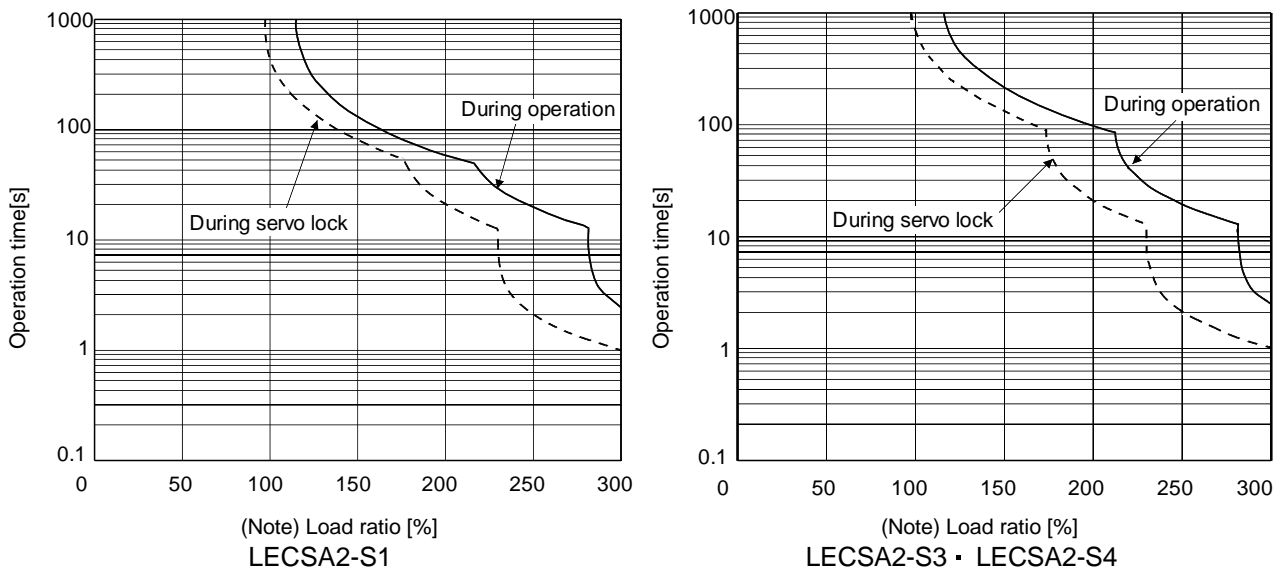 1000
100
10
1
0.1
Operation time[s]
During operation
During servo lock
0 50 100 150 200 250 300
(Note) Load ratio [%]
LECSA2-S1
1000
100
10
1
0.1
Operation time[s]
During operation
During servo lock
0 50 100 150 200 250 300
(Note) Load ratio [%]
LECSA2-S3・LECSA2-S4